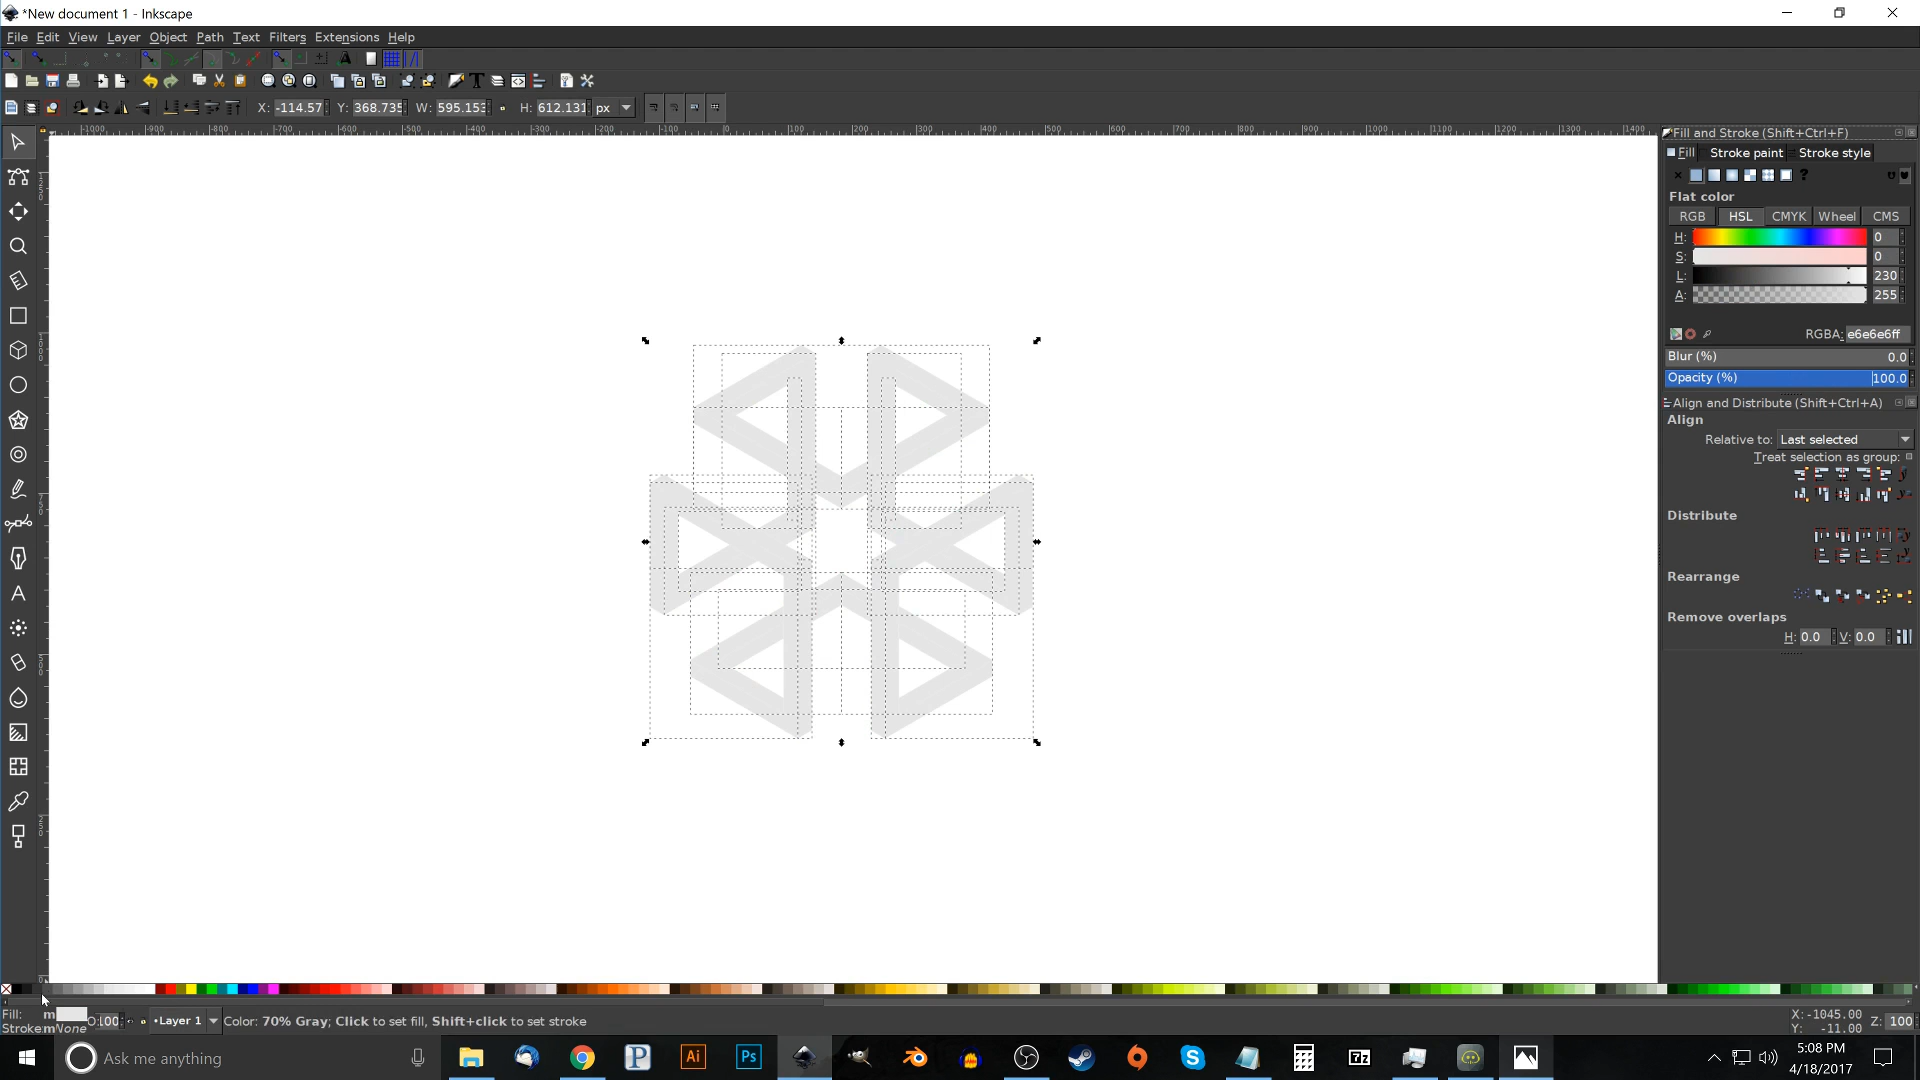 *New document 1 - Inkscape
File Edit View Layer Object Path Text Filters Extensions Help
X: -114.57 Y: 368.735 W: 595.153 H: 612.131 px
Fill and Stroke (Shift+Ctrl+F)
Fill Stroke paint Stroke style
Flat color
RGB HSL CMYK Wheel CMS
H: 0
S: 0
L: 230
A: 255
RGBA: e6e6e6ff
Blur (%) 0.0
Opacity (%) 100.0
Align and Distribute (Shift+Ctrl+A)
Align
Relative to: Last selected
Treat selection as group:
Distribute
Rearrange
Remove overlaps
H: 0.0 V: 0.0
Fill: m
Stroke: m None O: 100 •Layer 1 Color: 70% Gray; Click to set fill, Shift+click to set stroke
X: -1045.00
Y: -11.00
Z: 100
Ask me anything
Ai Ps 7z
5:08 PM
4/18/2017